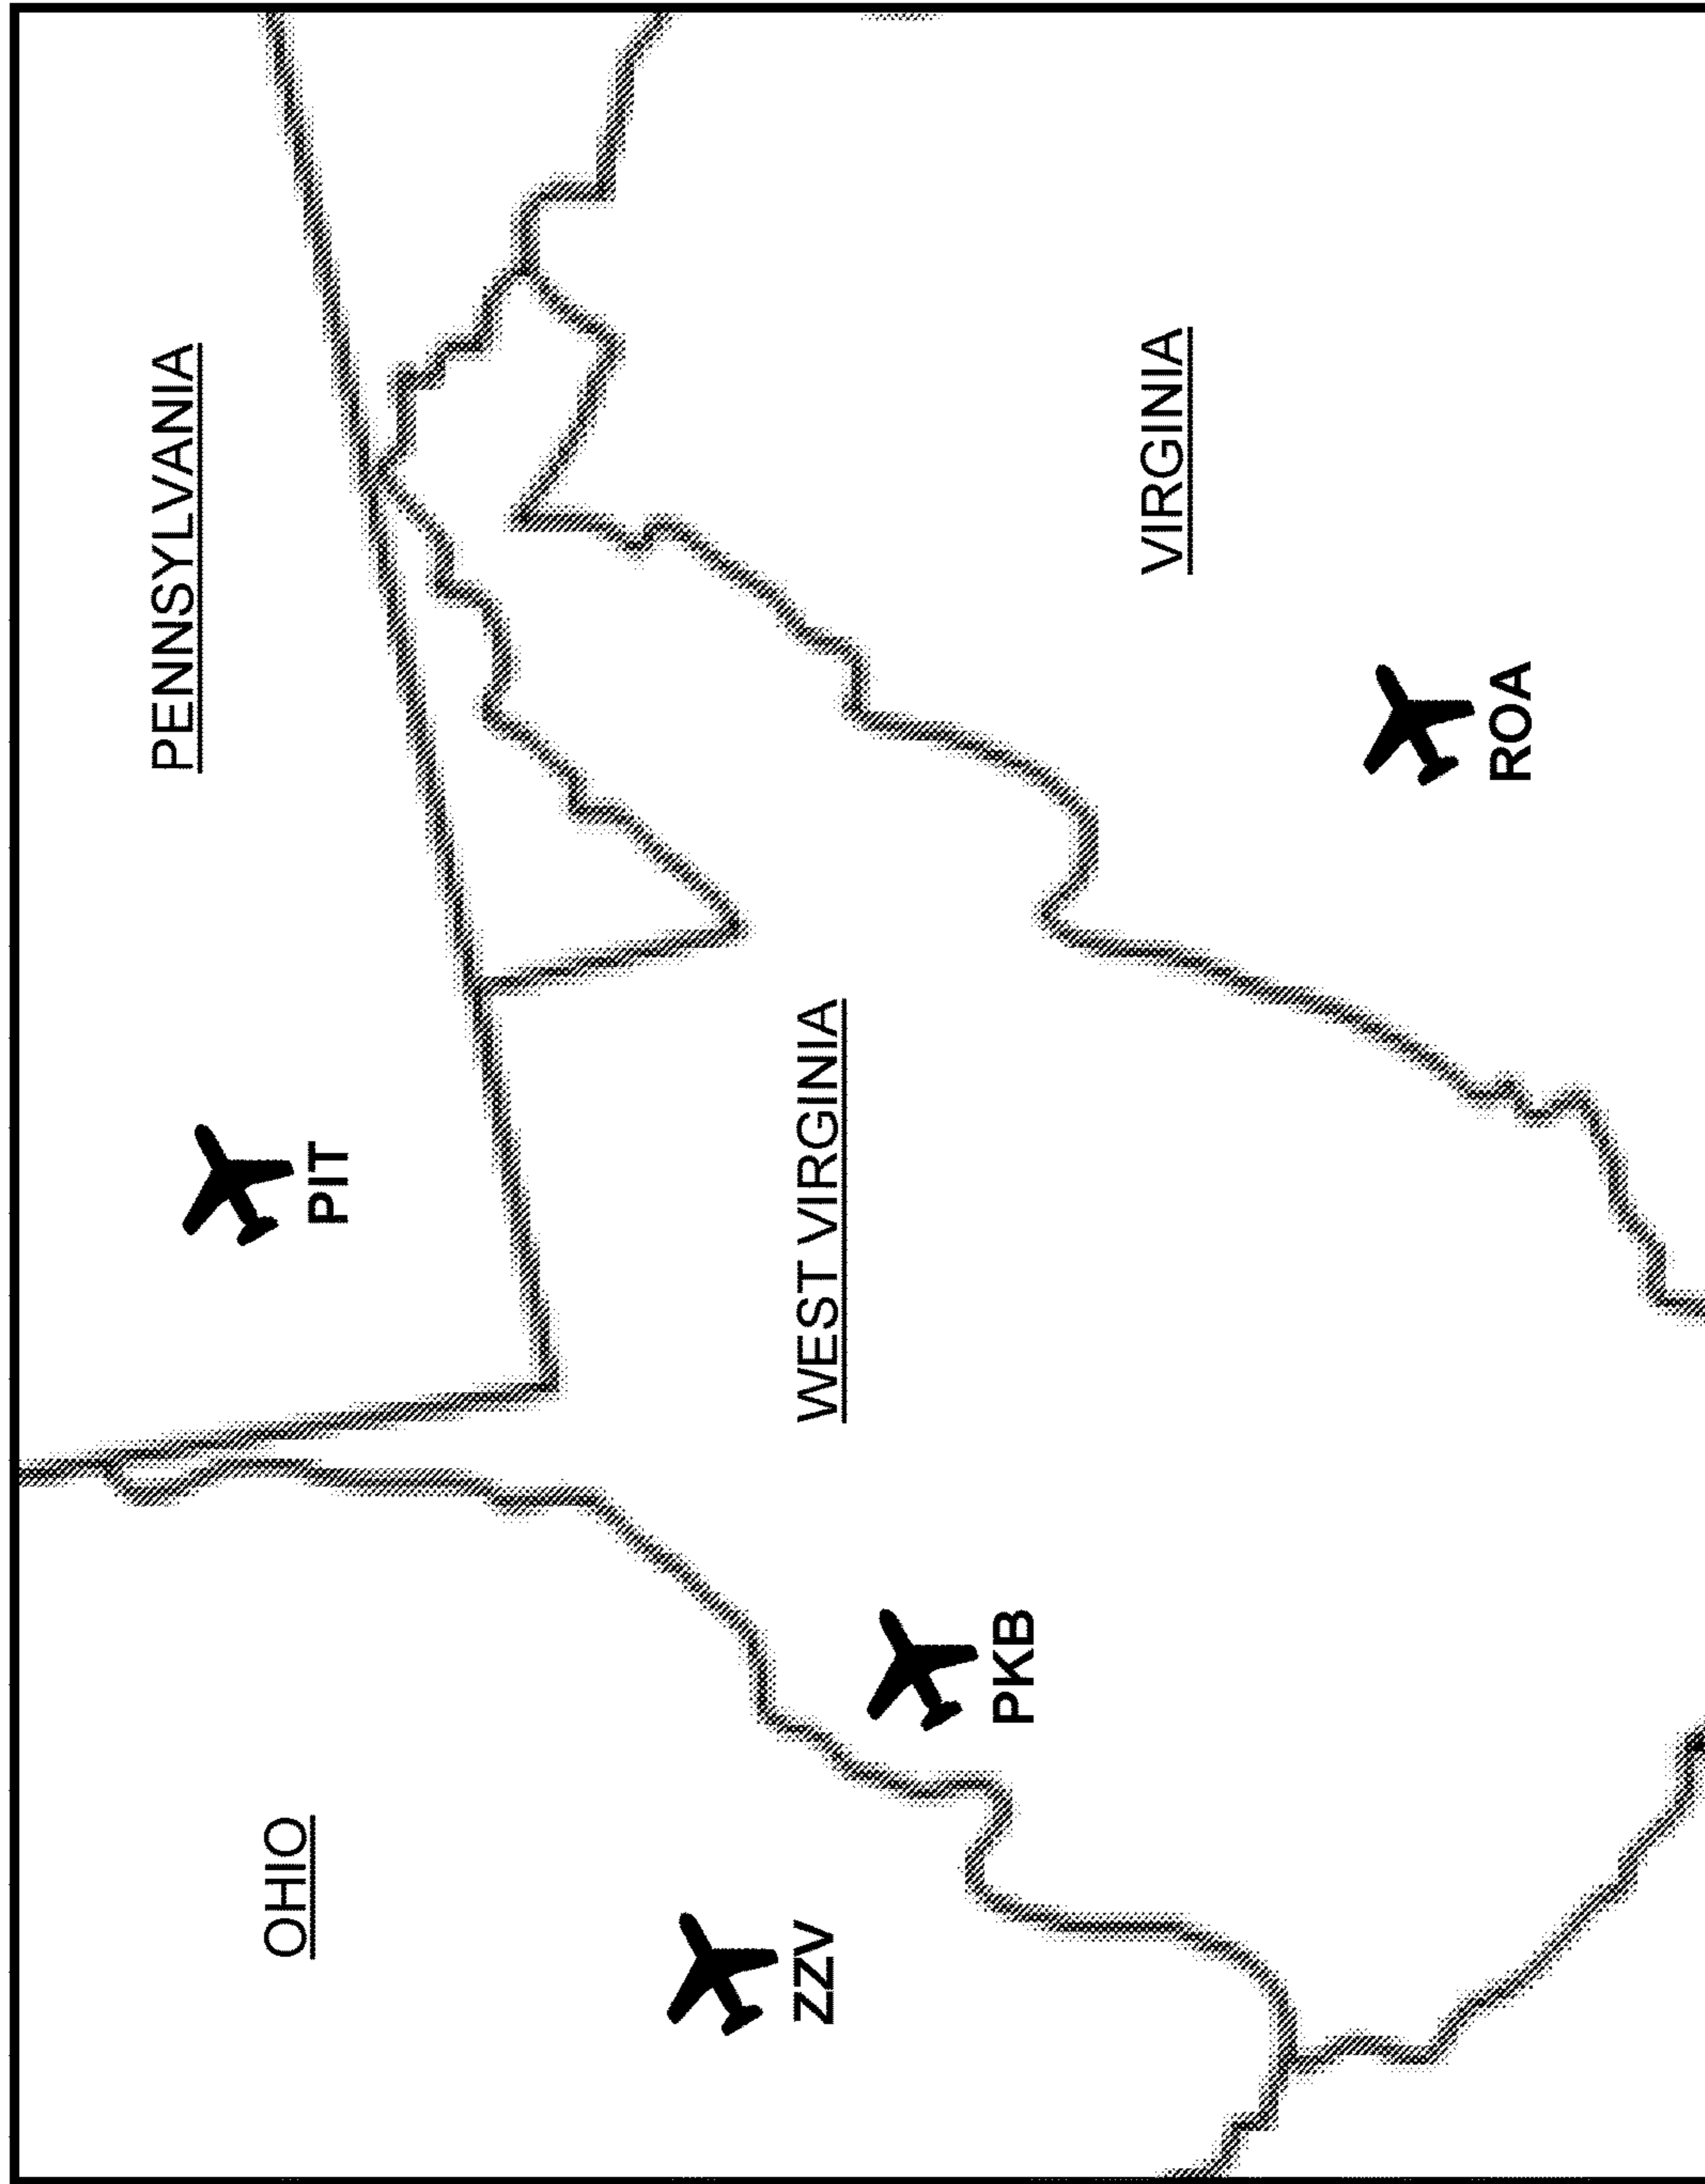 PENNSYLVANIA
OHIO
PIT
WEST VIRGINIA
ZZV
PKB
VIRGINIA
ROA